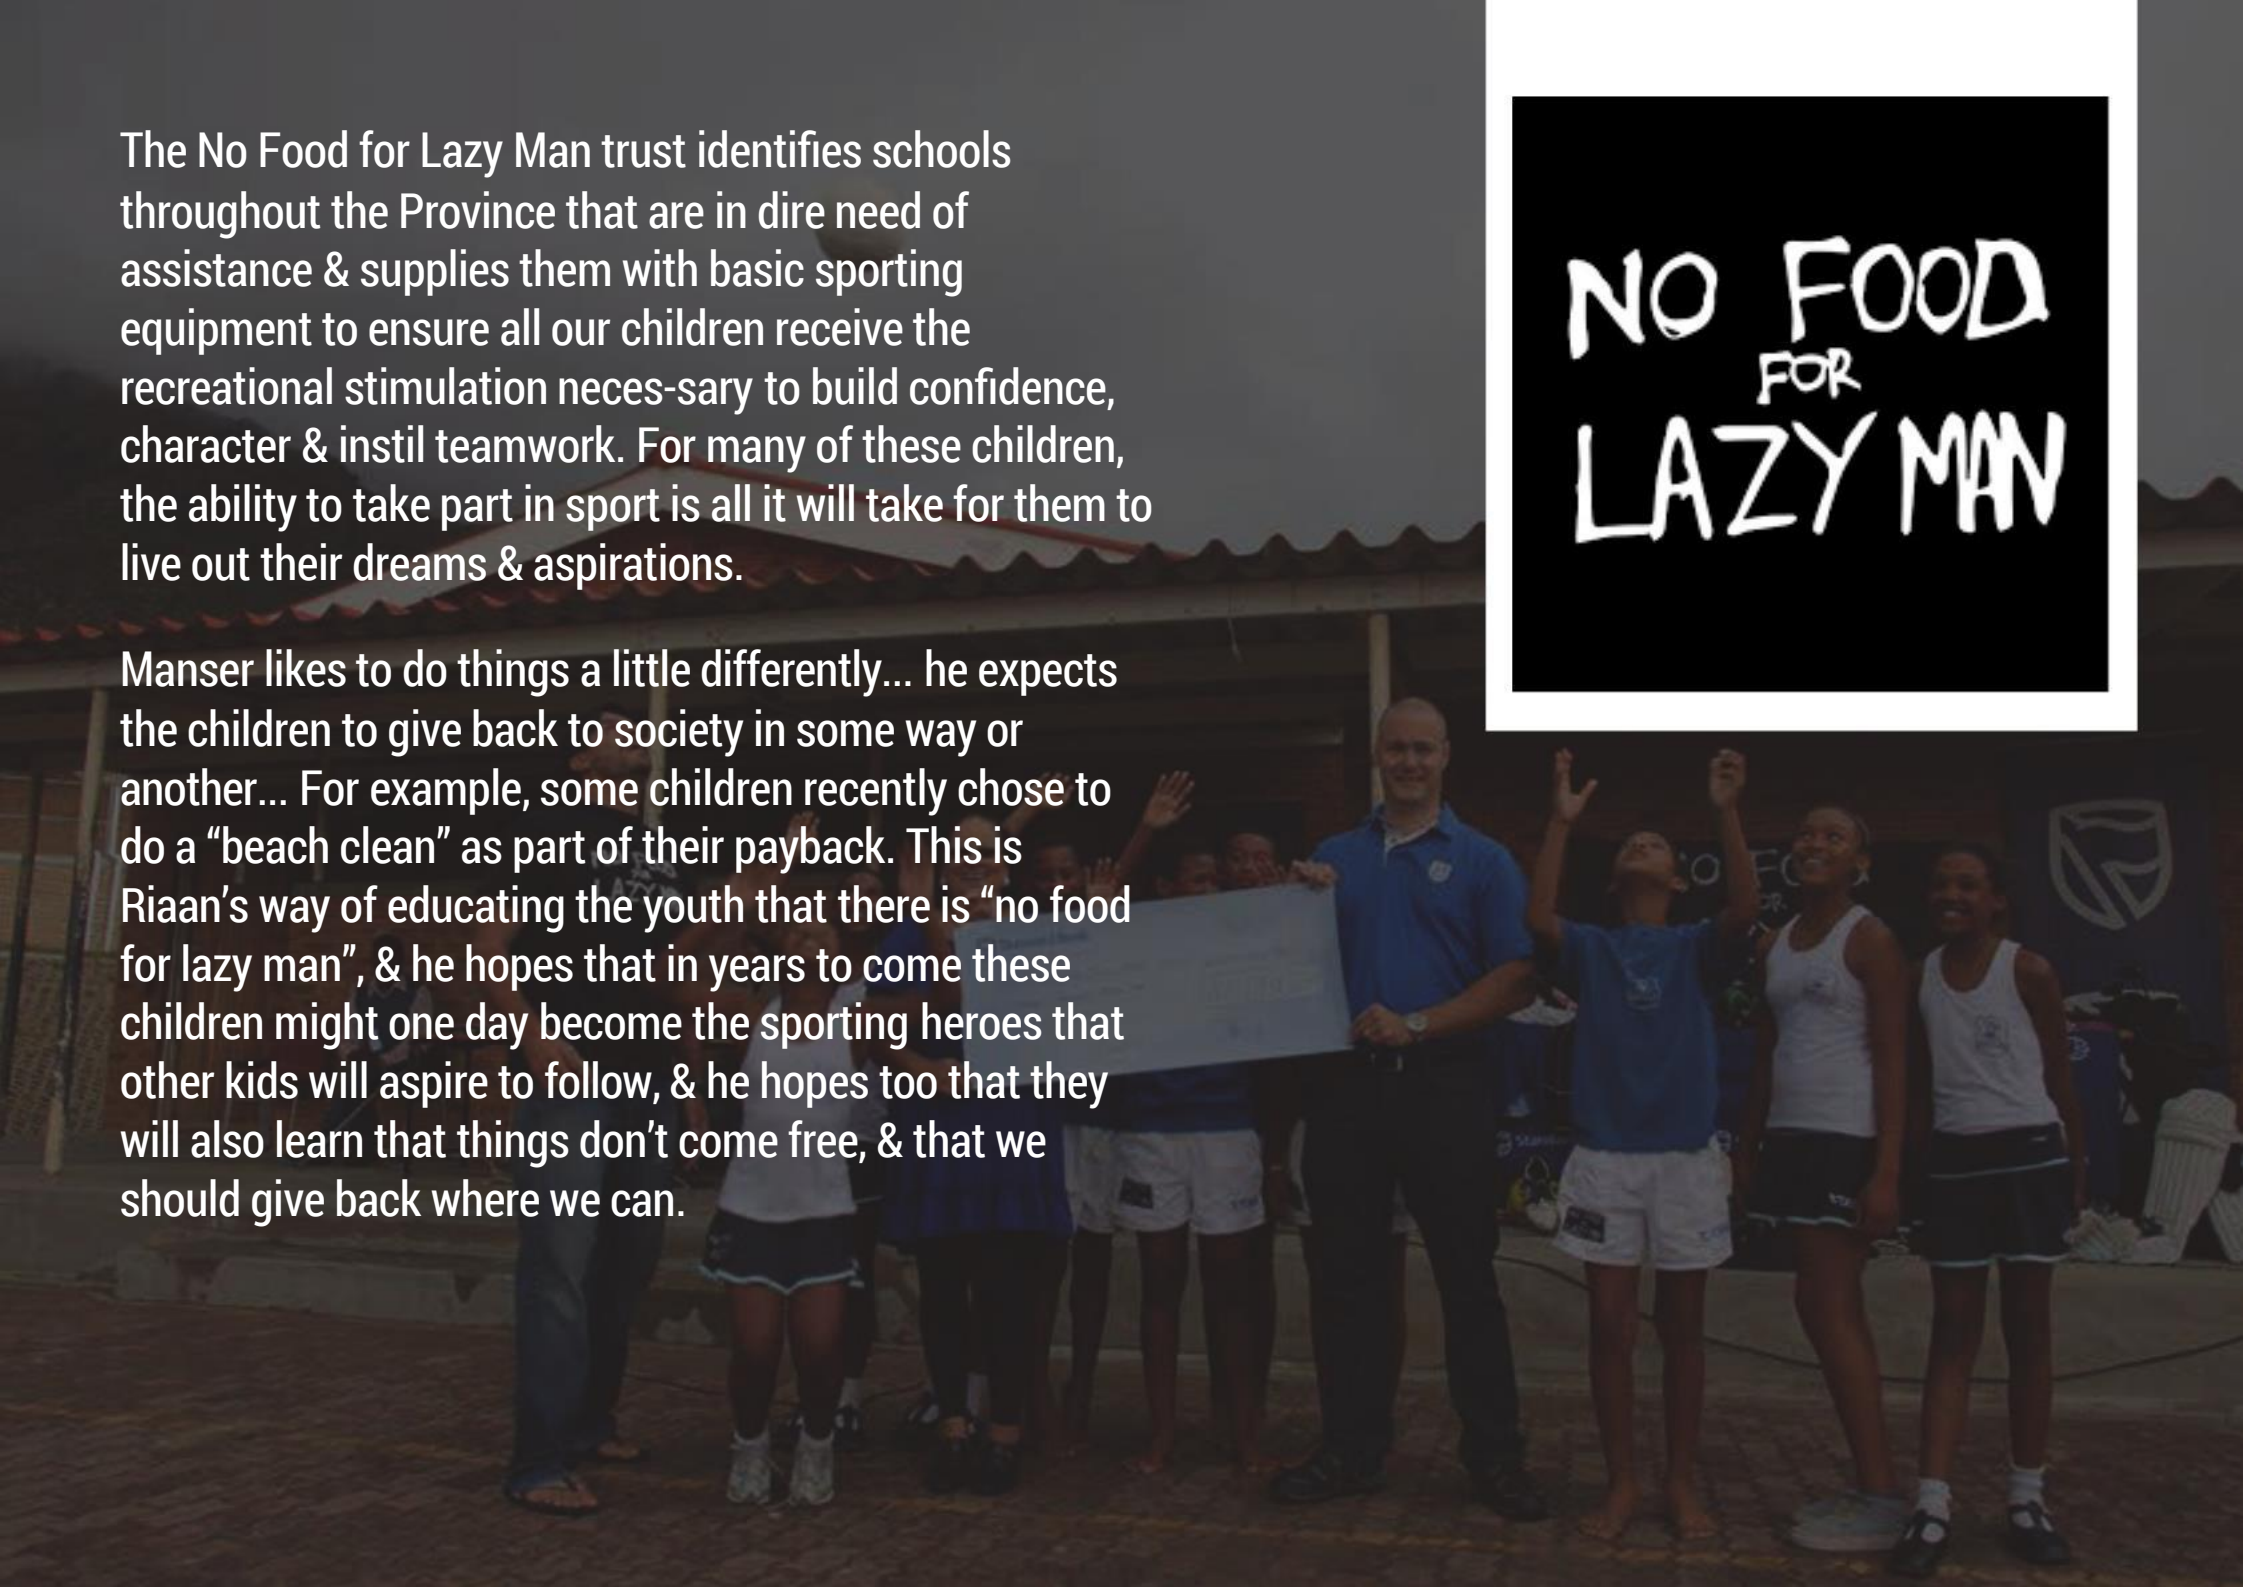 The No Food for Lazy Man trust identifies schools
throughout the Province that are in dire need of
assistance & supplies them with basic sporting
equipment to ensure all our children receive the
recreational stimulation neces-sary to build confidence,
character & instil teamwork. For many of these children,
the ability to take part in sport is all it will take for them to
live out their dreams & aspirations.
Manser likes to do things a little differently... he expects
the children to give back to society in some way or
another... For example, some children recently chose to
do a “beach clean” as part of their payback. This is
Riaan’s way of educating the youth that there is “no food
for lazy man”, & he hopes that in years to come these
children might one day become the sporting heroes that
other kids will aspire to follow, & he hopes too that they
will also learn that things don’t come free, & that we
should give back where we can.
NO FOOD
FOR
LAZY MAN